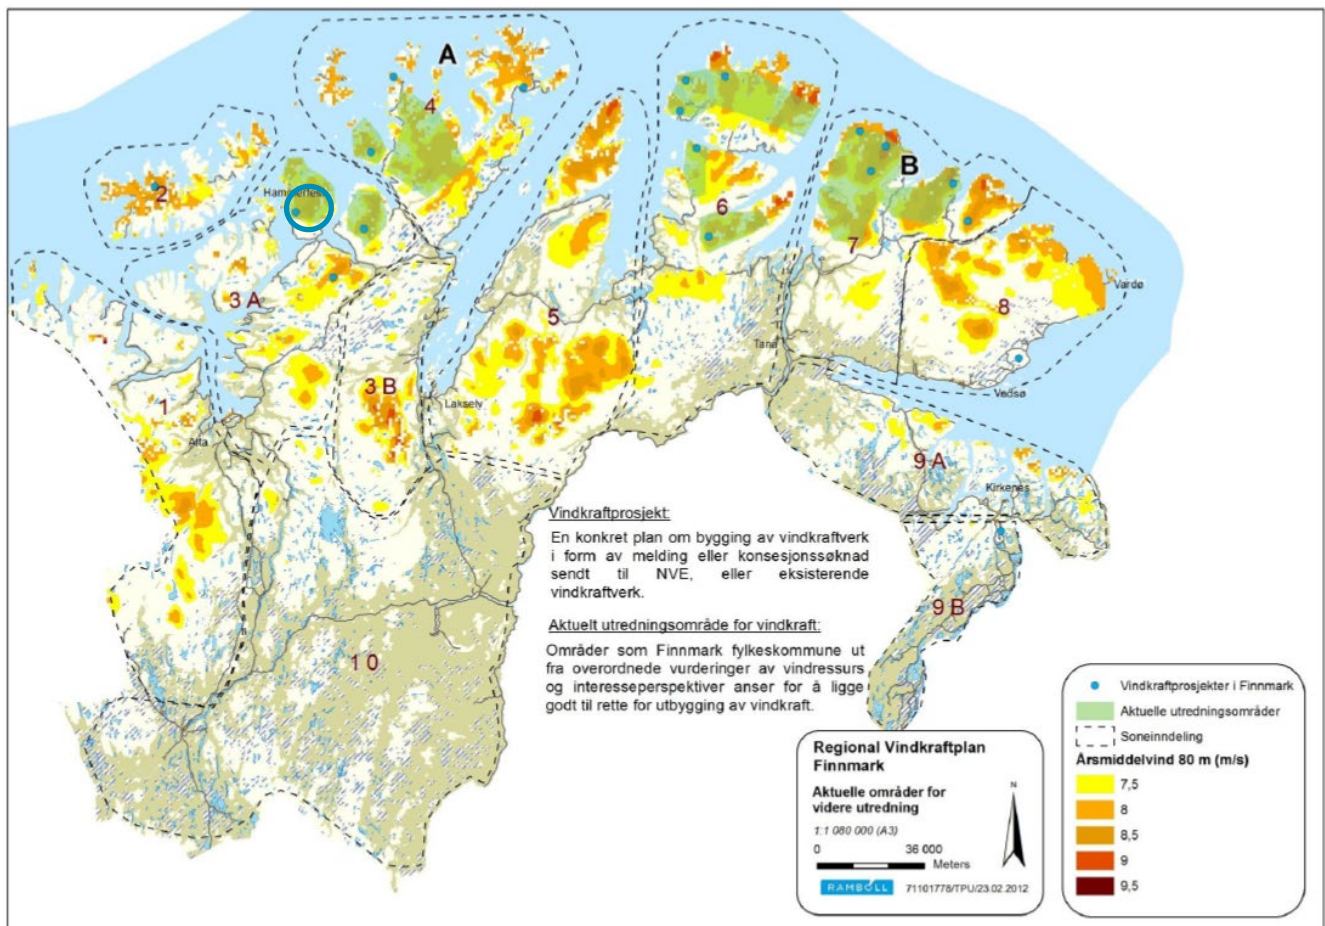 A
4
2
Hammerfest
B
6
7
3 A
8
Vardø
5
Tana
3 B
Lakselv
Vadsø
1
Alta
9 A
Kirkenes
Vindkraftprosjekt:
En konkret plan om bygging av vindkraftverk
i form av melding eller konsesjonssøknad
sendt til NVE, eller eksisterende
vindkraftverk.
9 B
Aktuelt utredningsområde for vindkraft:
Områder som Finnmark fylkeskommune ut
fra overordnede vurderinger av vindressurs
og interesseperspektiver anser for å ligge
godt til rette for utbygging av vindkraft.
10
Regional Vindkraftplan
Finnmark
Aktuelle områder for
videre utredning
1:1 080 000 (A3)
0 36 000
Meters
RAMBOLL 71101778/TPU/23.02.2012
N
Vindkraftprosjekter i Finnmark
Aktuelle utredningsområder
Soneinndeling
Årsmiddelvind 80 m (m/s)
7,5
8
8,5
9
9,5